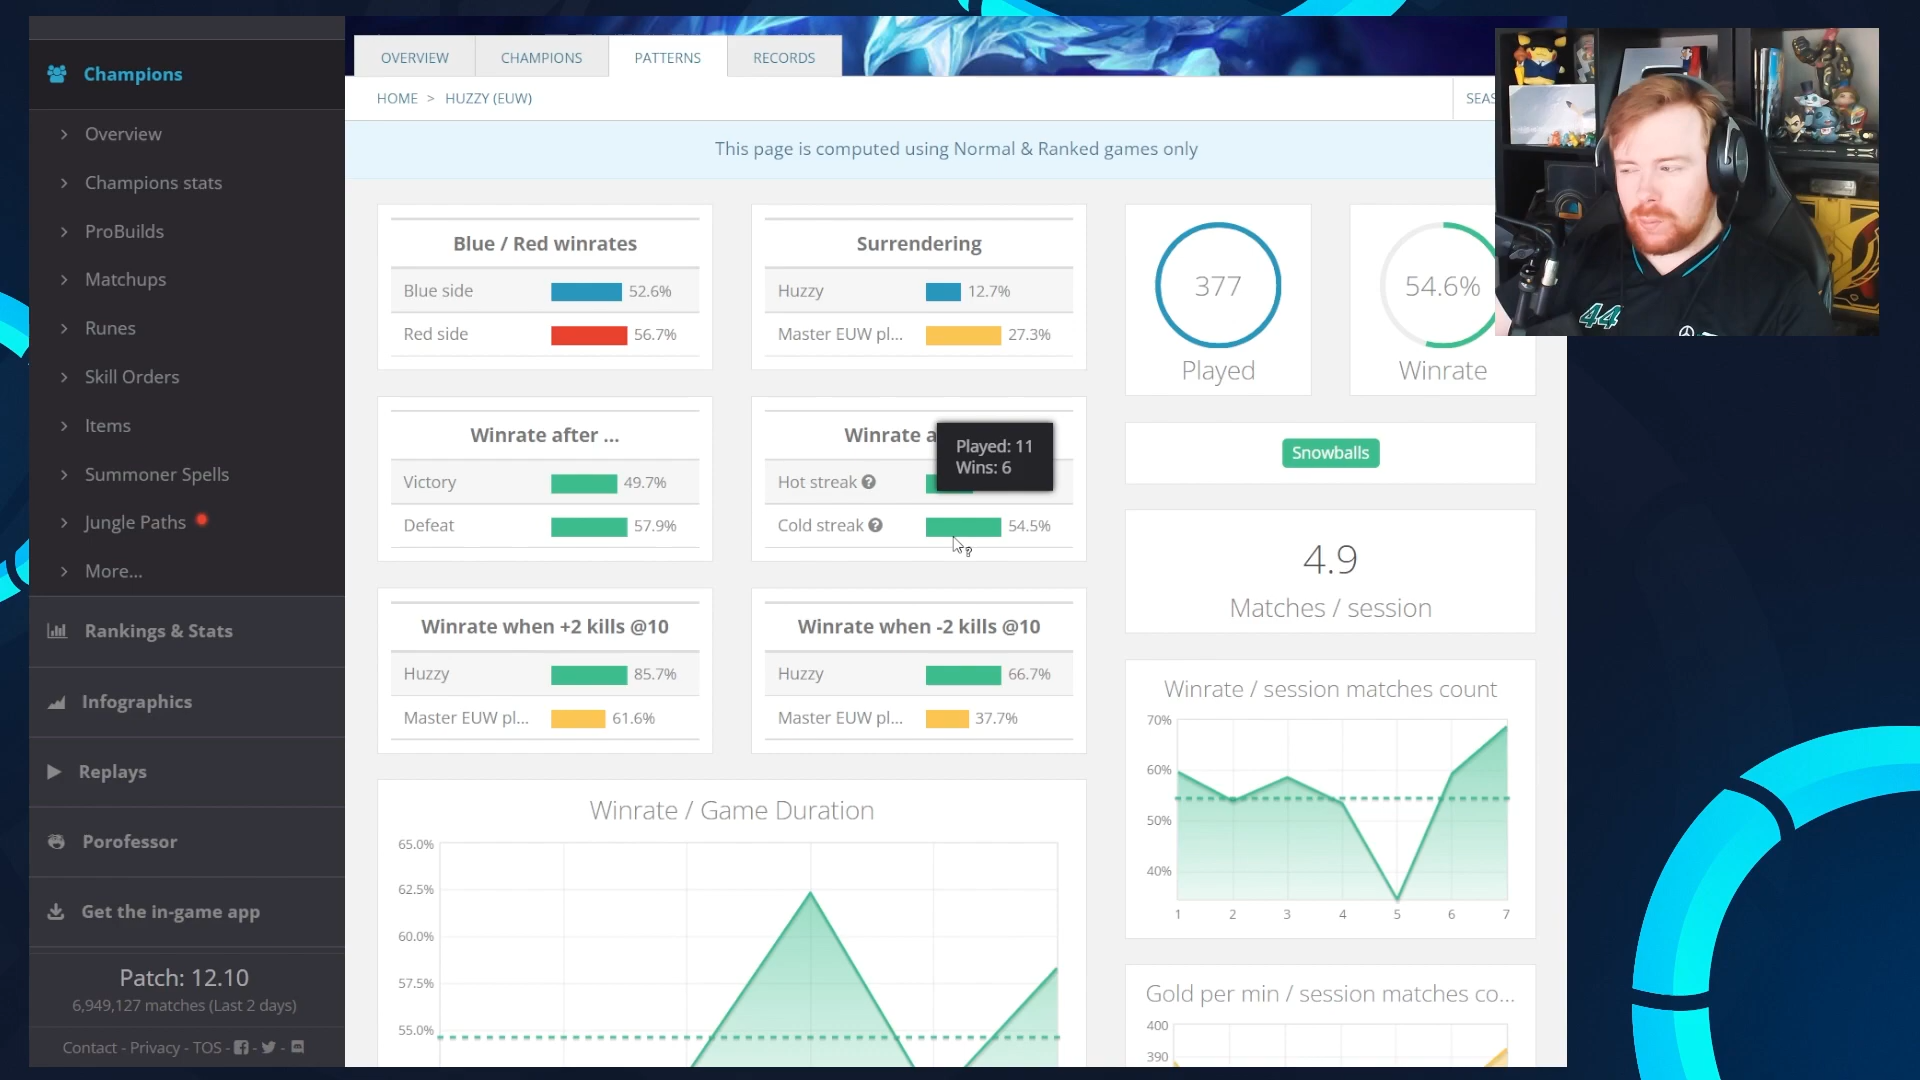 Champions
Overview
Champions stats
ProBuilds
Matchups
Runes
Skill Orders
Items
Summoner Spells
Jungle Paths
More...
Rankings & Stats
Infographics
Replays
Porofessor
Get the in-game app
Patch: 12.10
6,949,127 matches (Last 2 days)
Contact - Privacy - TOS -
OVERVIEW CHAMPIONS PATTERNS RECORDS
HOME > HUZZY (EUW)
SEAS
This page is computed using Normal & Ranked games only
Blue / Red winrates
Blue side 52.6%
Red side 56.7%
Surrendering
Huzzy 12.7%
Master EUW pl... 27.3%
377
Played
54.6%
Winrate
44
Winrate after ...
Victory 49.7%
Defeat 57.9%
Winrate a
Played: 11
Wins: 6
Hot streak ?
Cold streak ? 54.5%
Snowballs
4.9
Matches / session
Winrate when +2 kills @10
Huzzy 85.7%
Master EUW pl... 61.6%
Winrate when -2 kills @10
Huzzy 66.7%
Master EUW pl... 37.7%
Winrate / session matches count
70%
60%
50%
40%
1 2 3 4 5 6 7
Winrate / Game Duration
65.0%
62.5%
60.0%
57.5%
55.0%
Gold per min / session matches co...
400
390